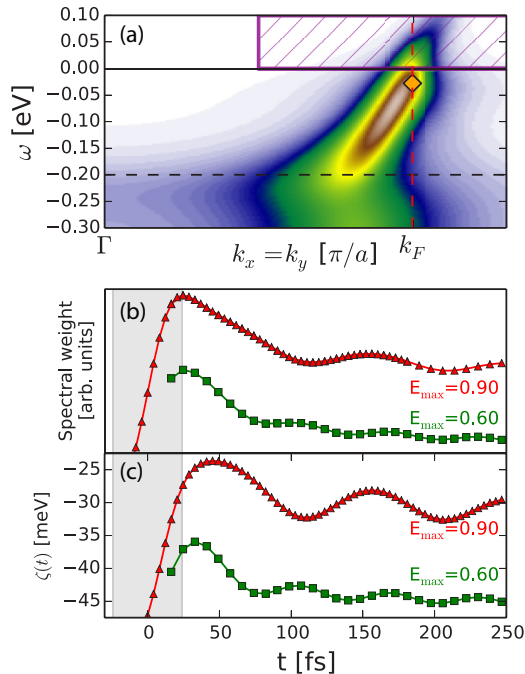 (a)
0.10
0.05
0.00
−0.05
−0.10
−0.15
−0.20
−0.25
−0.30
ω [eV]
Γ
k_x = k_y [π/a]
k_F
(b)
Spectral weight
[arb. units]
E_max=0.90
E_max=0.60
(c)
−25
−30
−35
−40
−45
ζ(t) [meV]
E_max=0.90
E_max=0.60
0
50
100
150
200
250
t [fs]